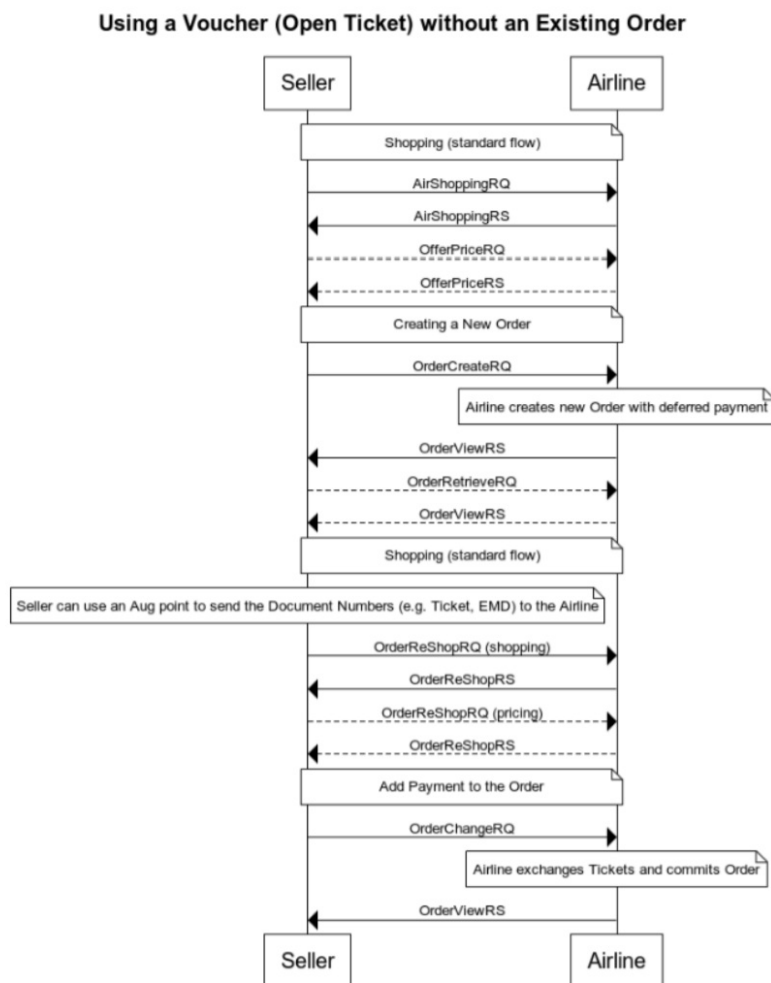 Using a Voucher (Open Ticket) without an Existing Order
Seller Airline
Shopping (standard flow)
AirShoppingRQ
AirShoppingRS
OfferPriceRQ
OfferPriceRS
Creating a New Order
OrderCreateRQ
Airline creates new Order with deferred payment
OrderViewRS
OrderRetrieveRQ
OrderViewRS
Shopping (standard flow)
Seller can use an Aug point to send the Document Numbers (e.g. Ticket, EMD) to the Airline
OrderReShopRQ (shopping)
OrderReShopRS
OrderReShopRQ (pricing)
OrderReShopRS
Add Payment to the Order
OrderChangeRQ
Airline exchanges Tickets and commits Order
OrderViewRS
Seller Airline